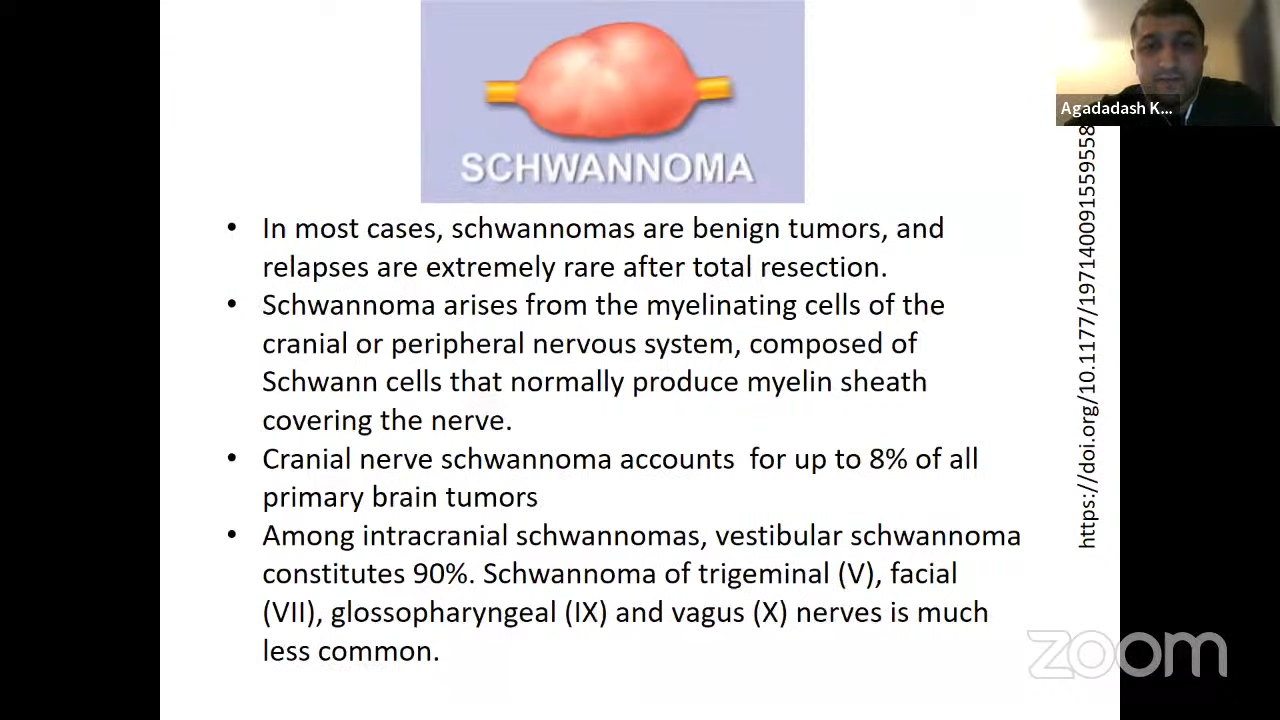 SCHWANNOMA
Agadadash K...
• In most cases, schwannomas are benign tumors, and
relapses are extremely rare after total resection.
• Schwannoma arises from the myelinating cells of the
cranial or peripheral nervous system, composed of
Schwann cells that normally produce myelin sheath
covering the nerve.
• Cranial nerve schwannoma accounts  for up to 8% of all
primary brain tumors
• Among intracranial schwannomas, vestibular schwannoma
constitutes 90%. Schwannoma of trigeminal (V), facial
(VII), glossopharyngeal (IX) and vagus (X) nerves is much
less common.
https://doi.org/10.1177/197140091559558
zoom